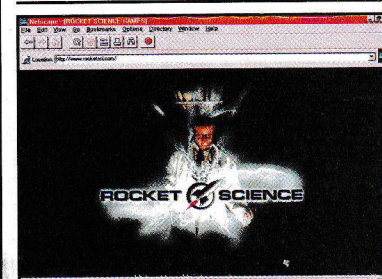 Netscape - [ROCKET SCIENCE GAMES]
File Edit View Go Bookmarks Options Directory Window Help
Location: http://www.rocketsci.com/
ROCKET SCIENCE